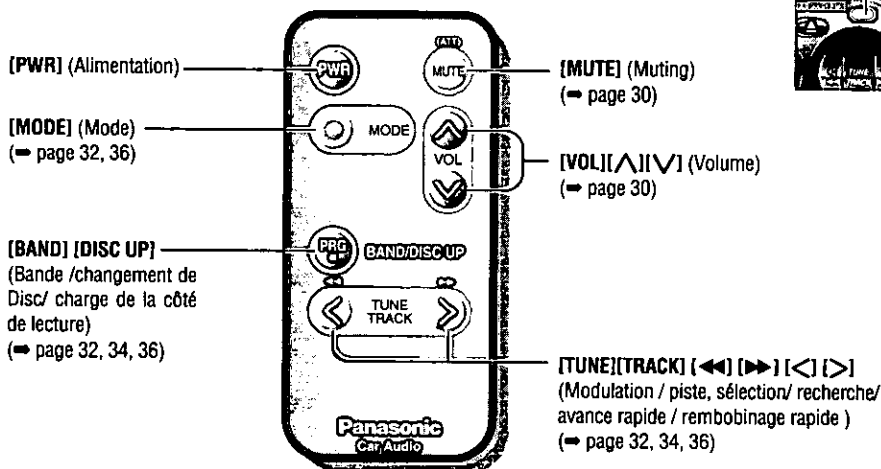 [PWR] (Alimentation)
[MODE] (Mode)
(➡ page 32, 36)
[BAND] [DISC UP]
(Bande /changement de
Disc/ charge de la côté
de lecture)
(➡ page 32, 34, 36)
PWR
MUTE
MODE
VOL
PRG
BAND/DISC UP
TUNE
TRACK
Panasonic
Car Audio
[MUTE] (Muting)
(➡ page 30)
[VOL][∧][∨] (Volume)
(➡ page 30)
[TUNE][TRACK] [◀◀] [▶▶] [<] [>]
(Modulation / piste, sélection/ recherche/
avance rapide / rembobinage rapide )
(➡ page 32, 34, 36)
TUNE
TRACK